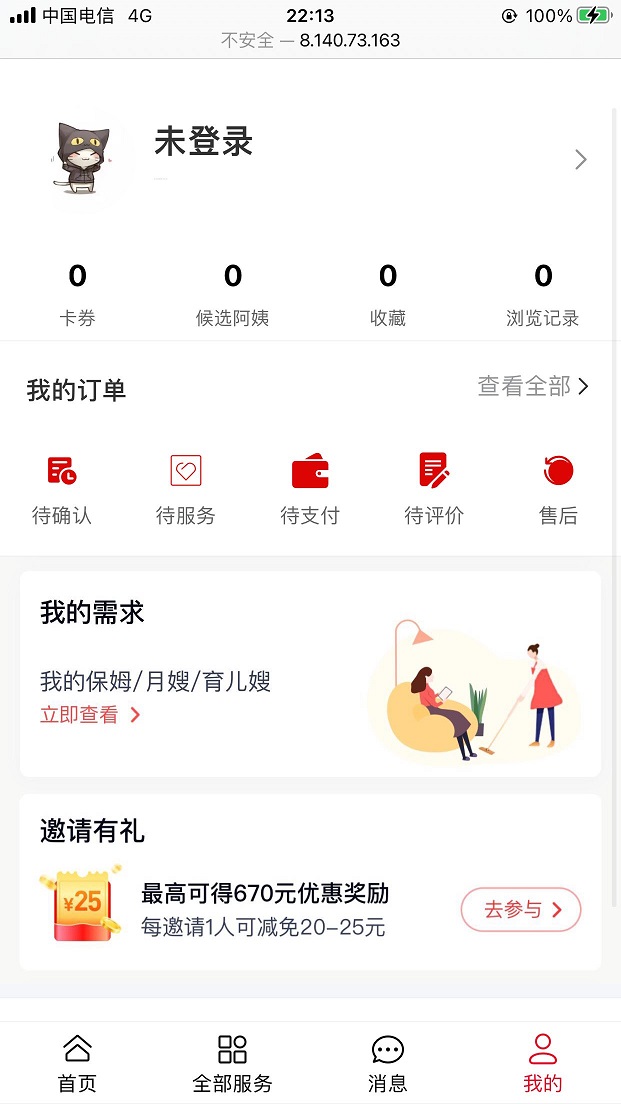 中国电信 4G 22:13 100%
不安全 — 8.140.73.163
未登录
0 0 0 0
卡券 候选阿姨 收藏 浏览记录
我的订单 查看全部
待确认 待服务 待支付 待评价 售后
我的需求
我的保姆/月嫂/育儿嫂
立即查看
邀请有礼
¥25
最高可得670元优惠奖励
每邀请1人可减免20-25元
去参与
首页 全部服务 消息 我的